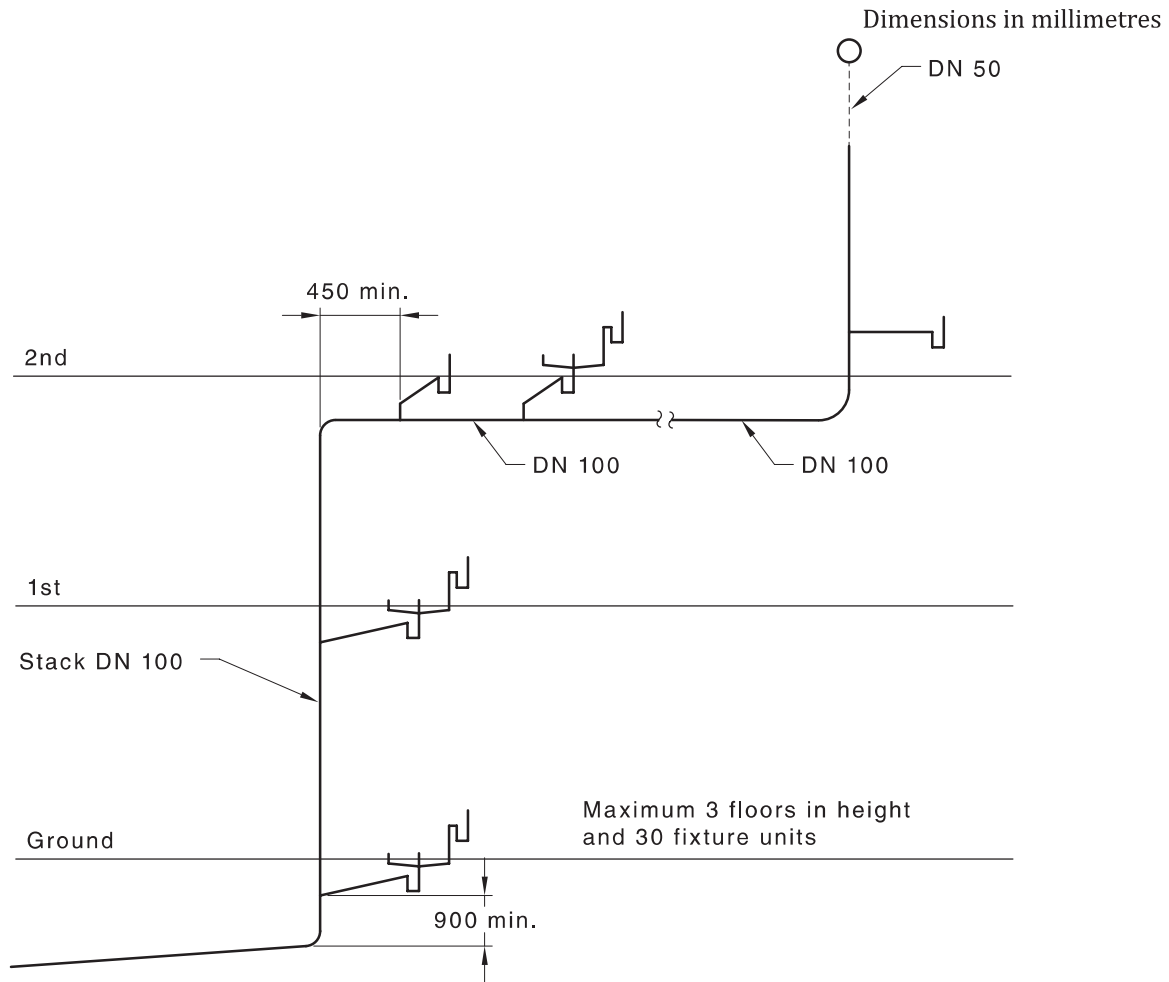 Dimensions in millimetres
DN 50
450 min.
2nd
DN 100
DN 100
1st
Stack DN 100
Maximum 3 floors in height
and 30 fixture units
Ground
900 min.